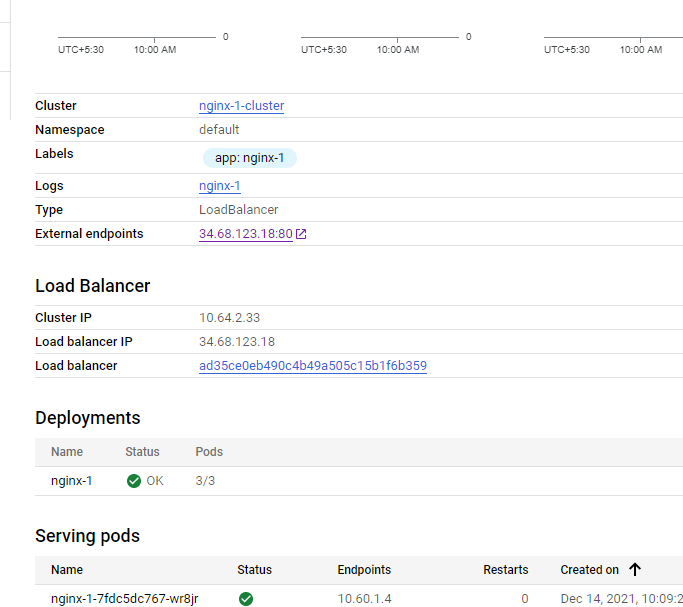 0 0
UTC+5:30 10:00 AM UTC+5:30 10:00 AM UTC+5:30 10:00 AM
Cluster nginx-1-cluster
Namespace default
Labels app: nginx-1
Logs nginx-1
Type LoadBalancer
External endpoints 34.68.123.18:80
Load Balancer
Cluster IP 10.64.2.33
Load balancer IP 34.68.123.18
Load balancer ad35ce0eb490c4b49a505c15b1f6b359
Deployments
Name Status Pods
nginx-1 OK 3/3
Serving pods
Name Status Endpoints Restarts Created on
nginx-1-7fdc5dc767-wr8jr 10.60.1.4 0 Dec 14, 2021, 10:09:2